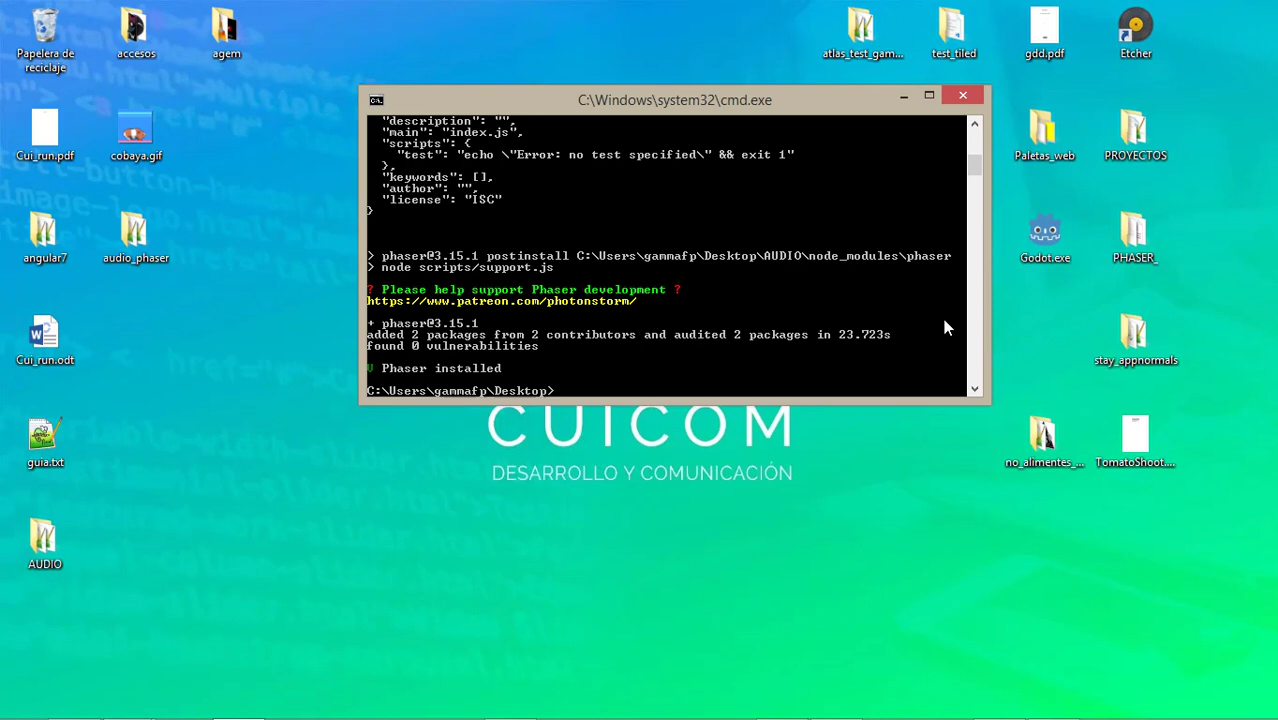 Papelera de
reciclaje
accesos
agem
atlas_test_gam...
test_tiled
gdd.pdf
Etcher
C:\Windows\system32\cmd.exe
"description": "",
"main": "index.js",
"scripts": {
"test": "echo \"Error: no test specified\" && exit 1"
},
"keywords": [],
"author": "",
"license": "ISC"
}
> phaser@3.15.1 postinstall C:\Users\gammafp\Desktop\AUDIO\node_modules\phaser
> node scripts/support.js
? Please help support Phaser development ?
https://www.patreon.com/photonstorm/
+ phaser@3.15.1
added 2 packages from 2 contributors and audited 2 packages in 23.723s
found 0 vulnerabilities
V Phaser installed
C:\Users\gammafp\Desktop>
Cui_run.pdf
cobaya.gif
Paletas_web
PROYECTOS
angular7
audio_phaser
Godot.exe
PHASER_
Cui_run.odt
stay_appnormals
guia.txt
no_alimentes_...
TomatoShoot....
AUDIO
CUICOM
DESARROLLO Y COMUNICACIÓN